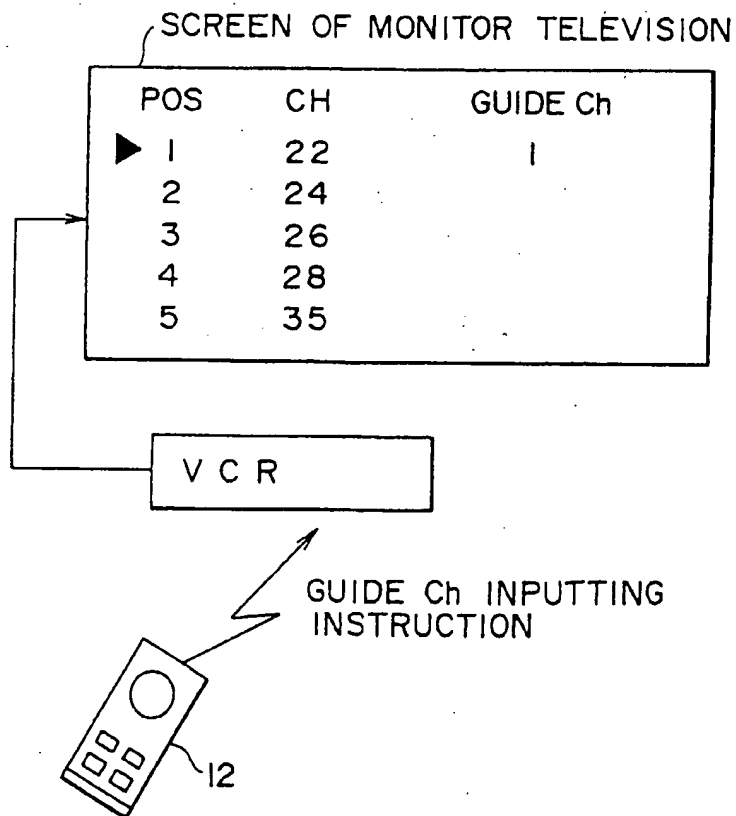 SCREEN OF MONITOR TELEVISION
POS CH GUIDE Ch
1 22 1
2 24
3 26
4 28
5 35
VCR
GUIDE Ch INPUTTING
INSTRUCTION
12